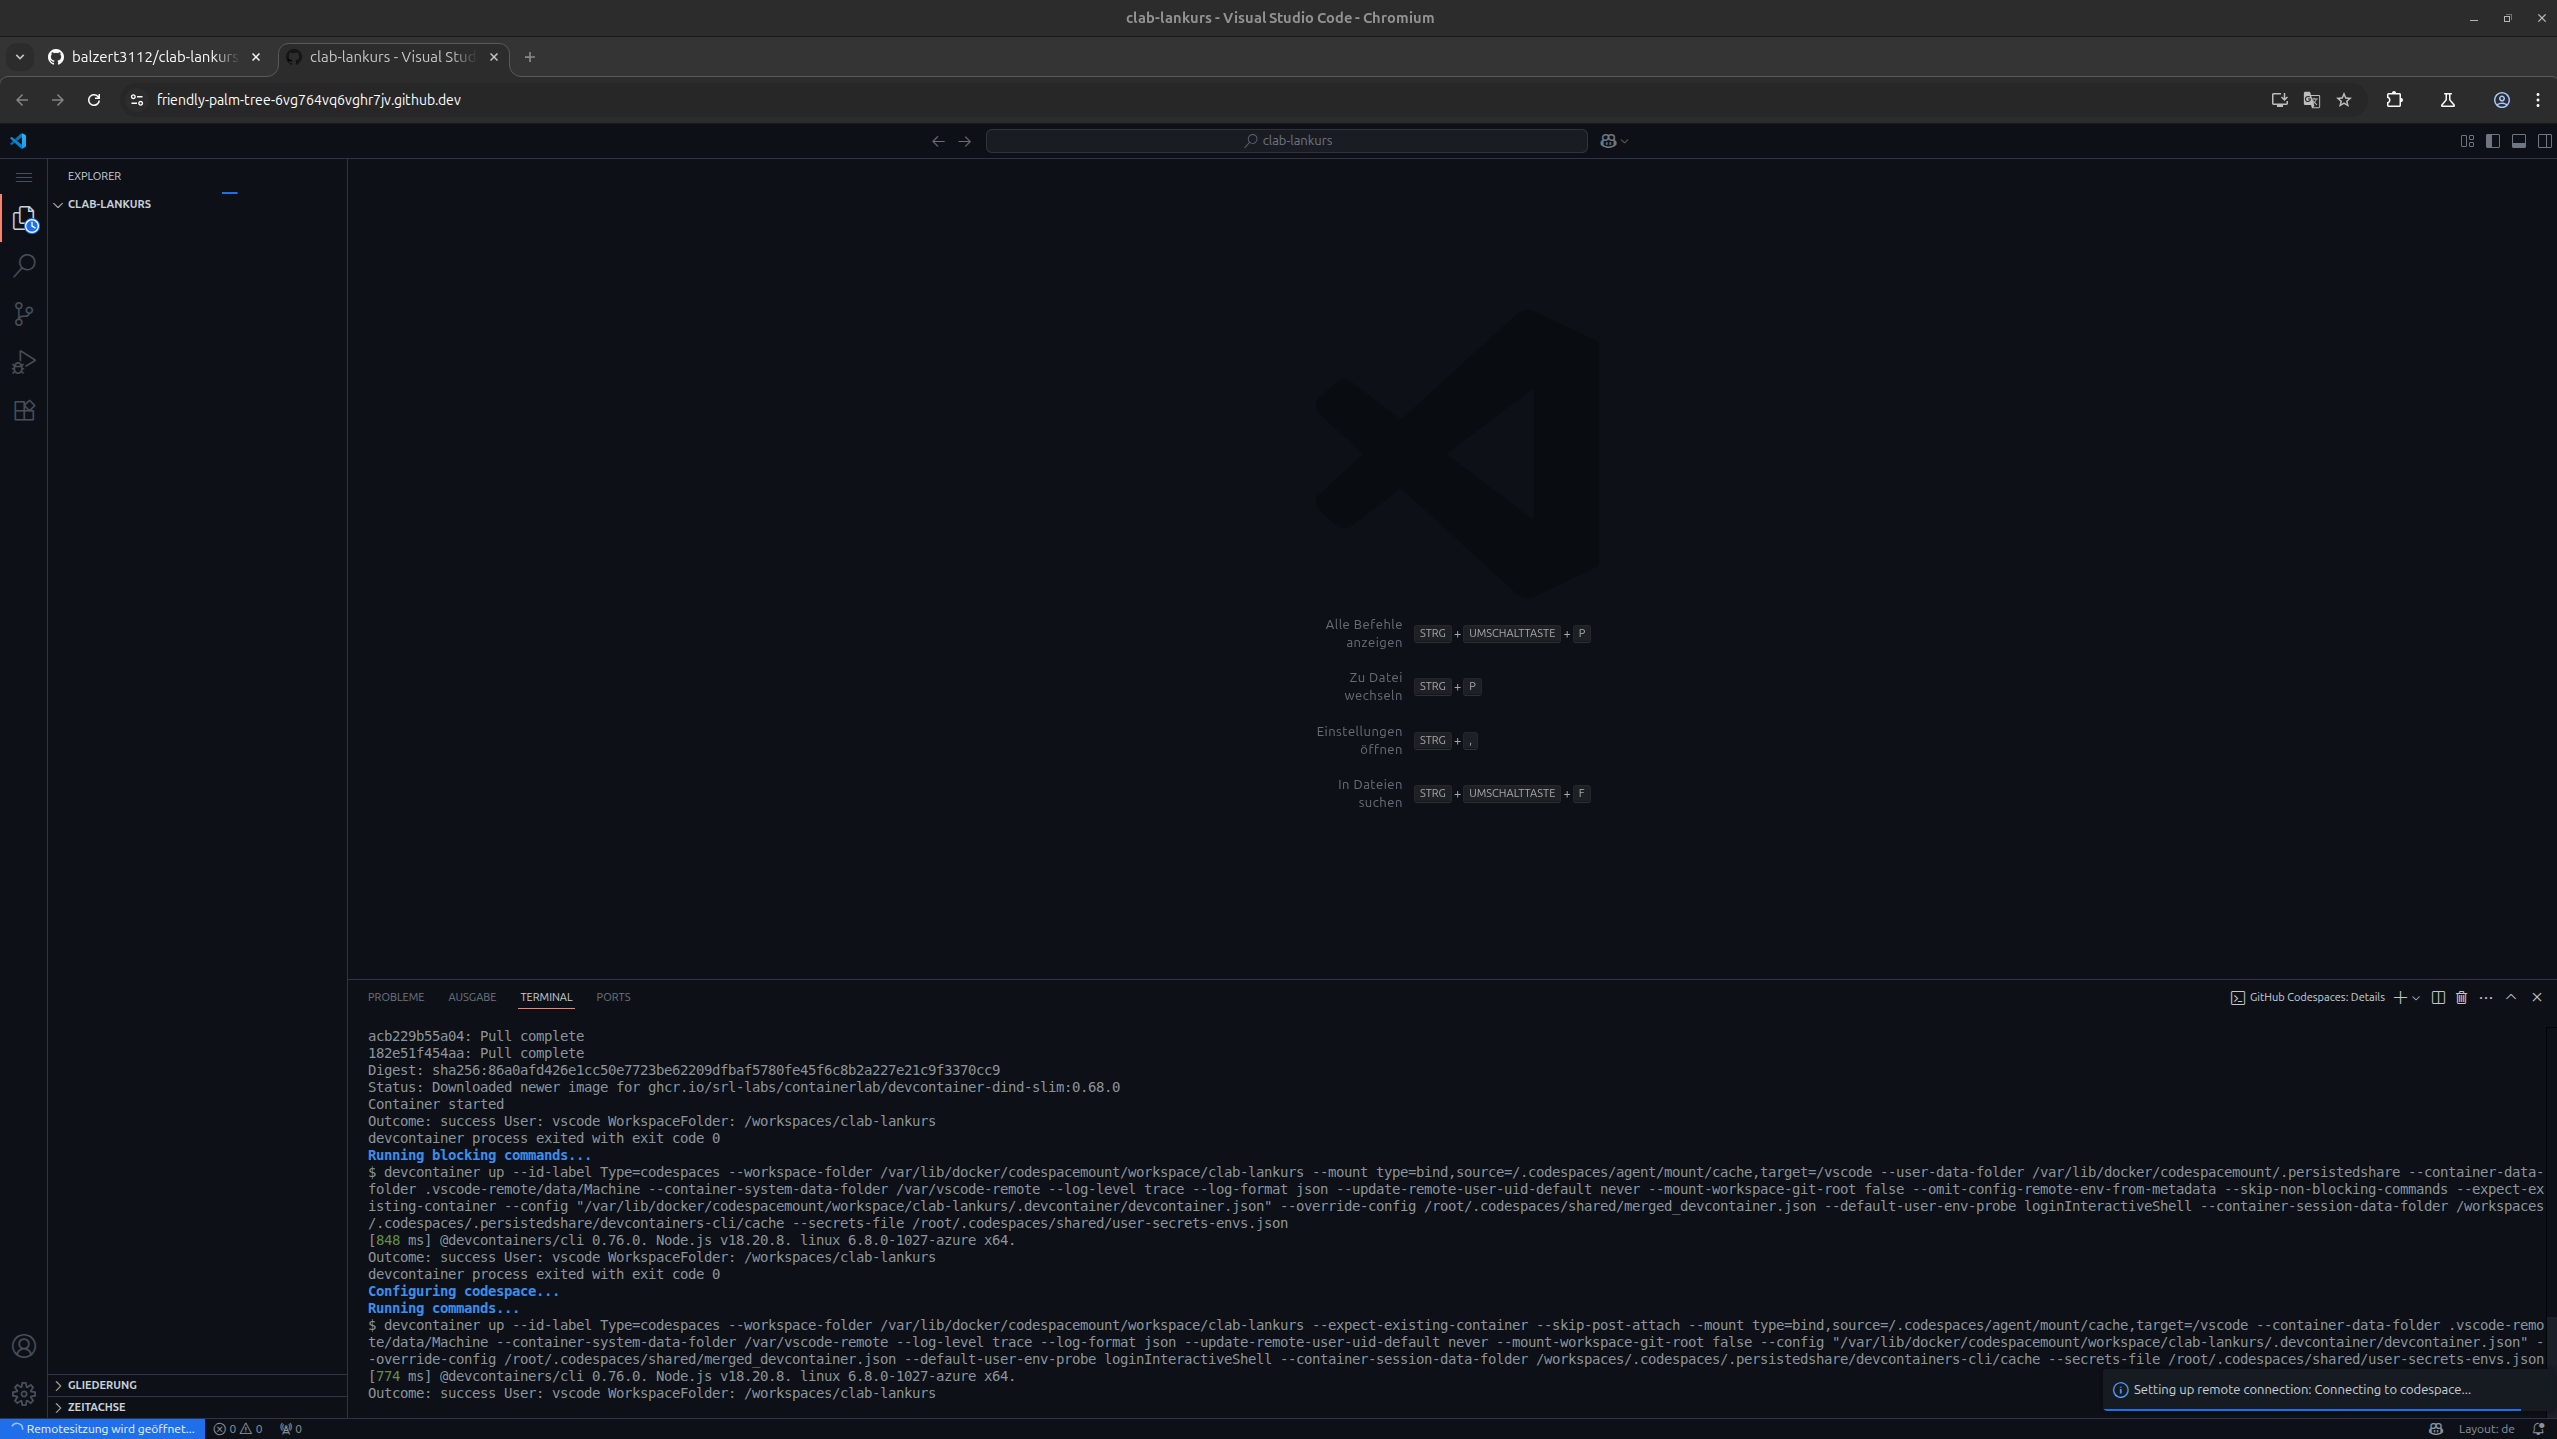 clab-lankurs - Visual Studio Code - Chromium
balzert3112/clab-lankurs
clab-lankurs - Visual Stud
friendly-palm-tree-6vg764vq6vghr7jv.github.dev
clab-lankurs
EXPLORER
CLAB-LANKURS
Alle Befehle anzeigen STRG + UMSCHALTTASTE + P
Zu Datei wechseln STRG + P
Einstellungen öffnen STRG + ,
In Dateien suchen STRG + UMSCHALTTASTE + F
PROBLEME AUSGABE TERMINAL PORTS
GitHub Codespaces: Details
acb229b55a04: Pull complete
182e51f454aa: Pull complete
Digest: sha256:86a0afd426e1cc50e7723be62209dfbaf5780fe45f6c8b2a227e21c9f3370cc9
Status: Downloaded newer image for ghcr.io/srl-labs/containerlab/devcontainer-dind-slim:0.68.0
Container started
Outcome: success User: vscode WorkspaceFolder: /workspaces/clab-lankurs
devcontainer process exited with exit code 0
Running blocking commands...
$ devcontainer up --id-label Type=codespaces --workspace-folder /var/lib/docker/codespacemount/workspace/clab-lankurs --mount type=bind,source=/.codespaces/agent/mount/cache,target=/vscode --user-data-folder /var/lib/docker/codespacemount/.persistedshare --container-data-
folder .vscode-remote/data/Machine --container-system-data-folder /var/vscode-remote --log-level trace --log-format json --update-remote-user-uid-default never --mount-workspace-git-root false --omit-config-remote-env-from-metadata --skip-non-blocking-commands --expect-ex
isting-container --config "/var/lib/docker/codespacemount/workspace/clab-lankurs/.devcontainer/devcontainer.json" --override-config /root/.codespaces/shared/merged_devcontainer.json --default-user-env-probe loginInteractiveShell --container-session-data-folder /workspaces
/.codespaces/.persistedshare/devcontainers-cli/cache --secrets-file /root/.codespaces/shared/user-secrets-envs.json
[848 ms] @devcontainers/cli 0.76.0. Node.js v18.20.8. linux 6.8.0-1027-azure x64.
Outcome: success User: vscode WorkspaceFolder: /workspaces/clab-lankurs
devcontainer process exited with exit code 0
Configuring codespace...
Running commands...
$ devcontainer up --id-label Type=codespaces --workspace-folder /var/lib/docker/codespacemount/workspace/clab-lankurs --expect-existing-container --skip-post-attach --mount type=bind,source=/.codespaces/agent/mount/cache,target=/vscode --container-data-folder .vscode-remo
te/data/Machine --container-system-data-folder /var/vscode-remote --log-level trace --log-format json --update-remote-user-uid-default never --mount-workspace-git-root false --config "/var/lib/docker/codespacemount/workspace/clab-lankurs/.devcontainer/devcontainer.json" -
-override-config /root/.codespaces/shared/merged_devcontainer.json --default-user-env-probe loginInteractiveShell --container-session-data-folder /workspaces/.codespaces/.persistedshare/devcontainers-cli/cache --secrets-file /root/.codespaces/shared/user-secrets-envs.json
[774 ms] @devcontainers/cli 0.76.0. Node.js v18.20.8. linux 6.8.0-1027-azure x64.
Outcome: success User: vscode WorkspaceFolder: /workspaces/clab-lankurs
GLIEDERUNG
ZEITACHSE
Setting up remote connection: Connecting to codespace...
Remotesitzung wird geöffnet... 0 0 0
Layout: de